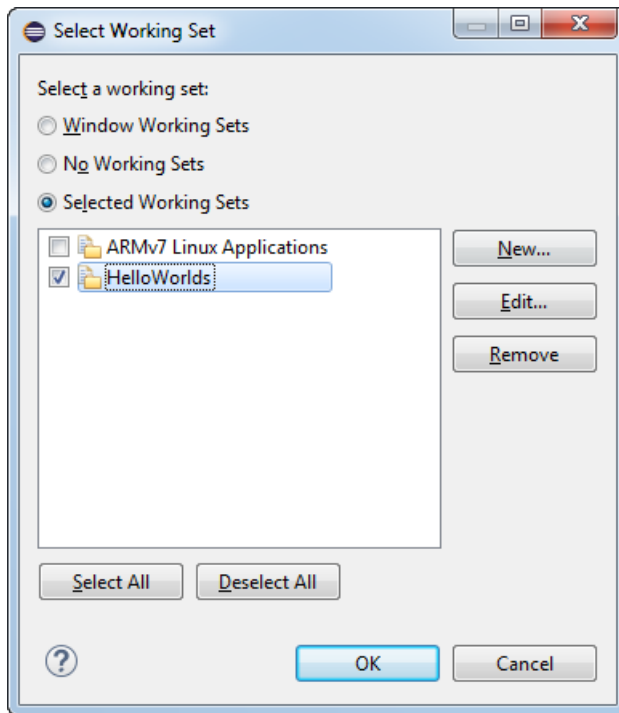 Select Working Set
Select a working set:
Window Working Sets
No Working Sets
Selected Working Sets
ARMv7 Linux Applications
HelloWorlds
New...
Edit...
Remove
Select All
Deselect All
?
OK
Cancel